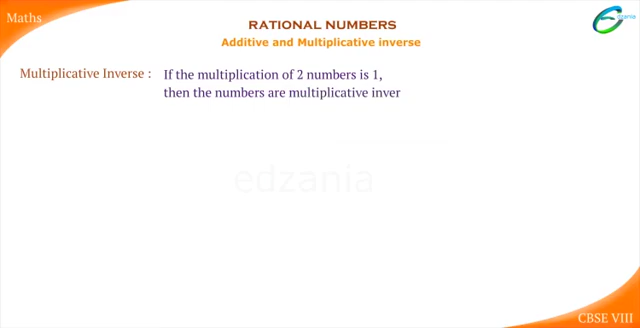 Maths
RATIONAL NUMBERS
Additive and Multiplicative inverse
edzania
Multiplicative Inverse : If the multiplication of 2 numbers is 1,
then the numbers are multiplicative inver
edzania
CBSE VIII